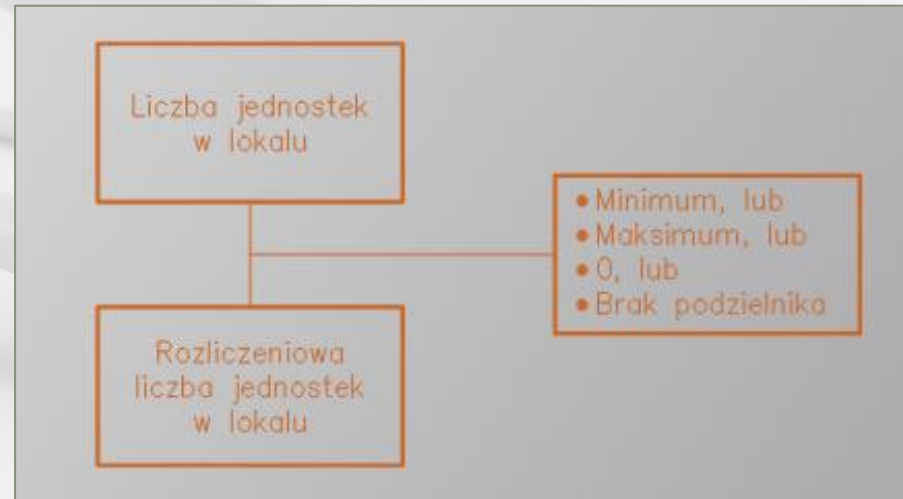 Liczba jednostek
w lokalu
• Minimum, lub
• Maksimum, lub
• 0, lub
• Brak podzielnika
Rozliczeniowa
liczba jednostek
w lokalu